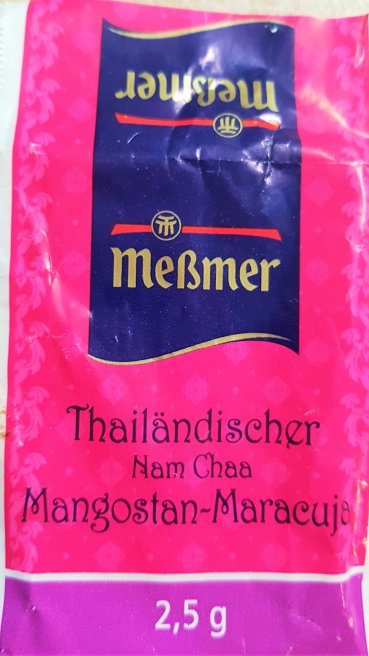 Meßmer
Meßmer
Thailändischer
Nam Chaa
Mangostan-Maracuja
2,5 g